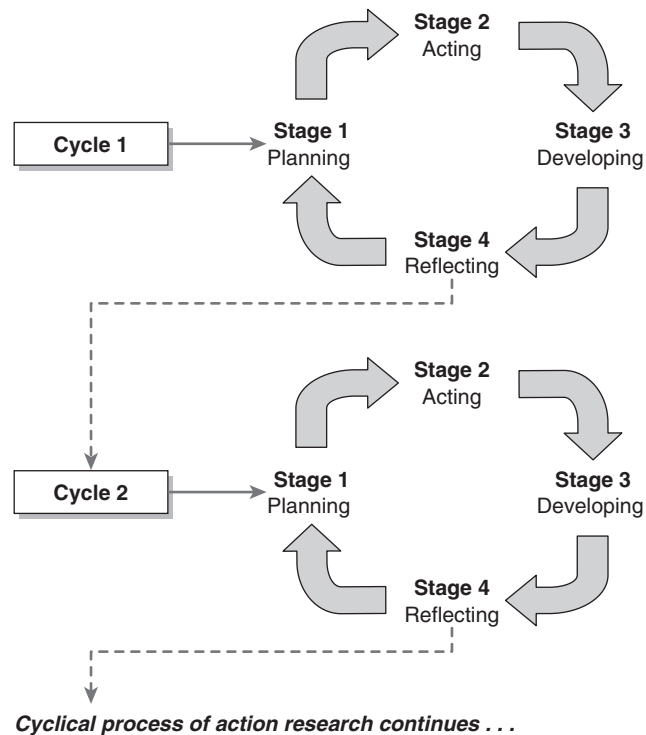 Stage 2
Acting
Cycle 1
Stage 1
Planning
Stage 3
Developing
Stage 4
Reflecting
Stage 2
Acting
Cycle 2
Stage 1
Planning
Stage 3
Developing
Stage 4
Reflecting
Cyclical process of action research continues . . .